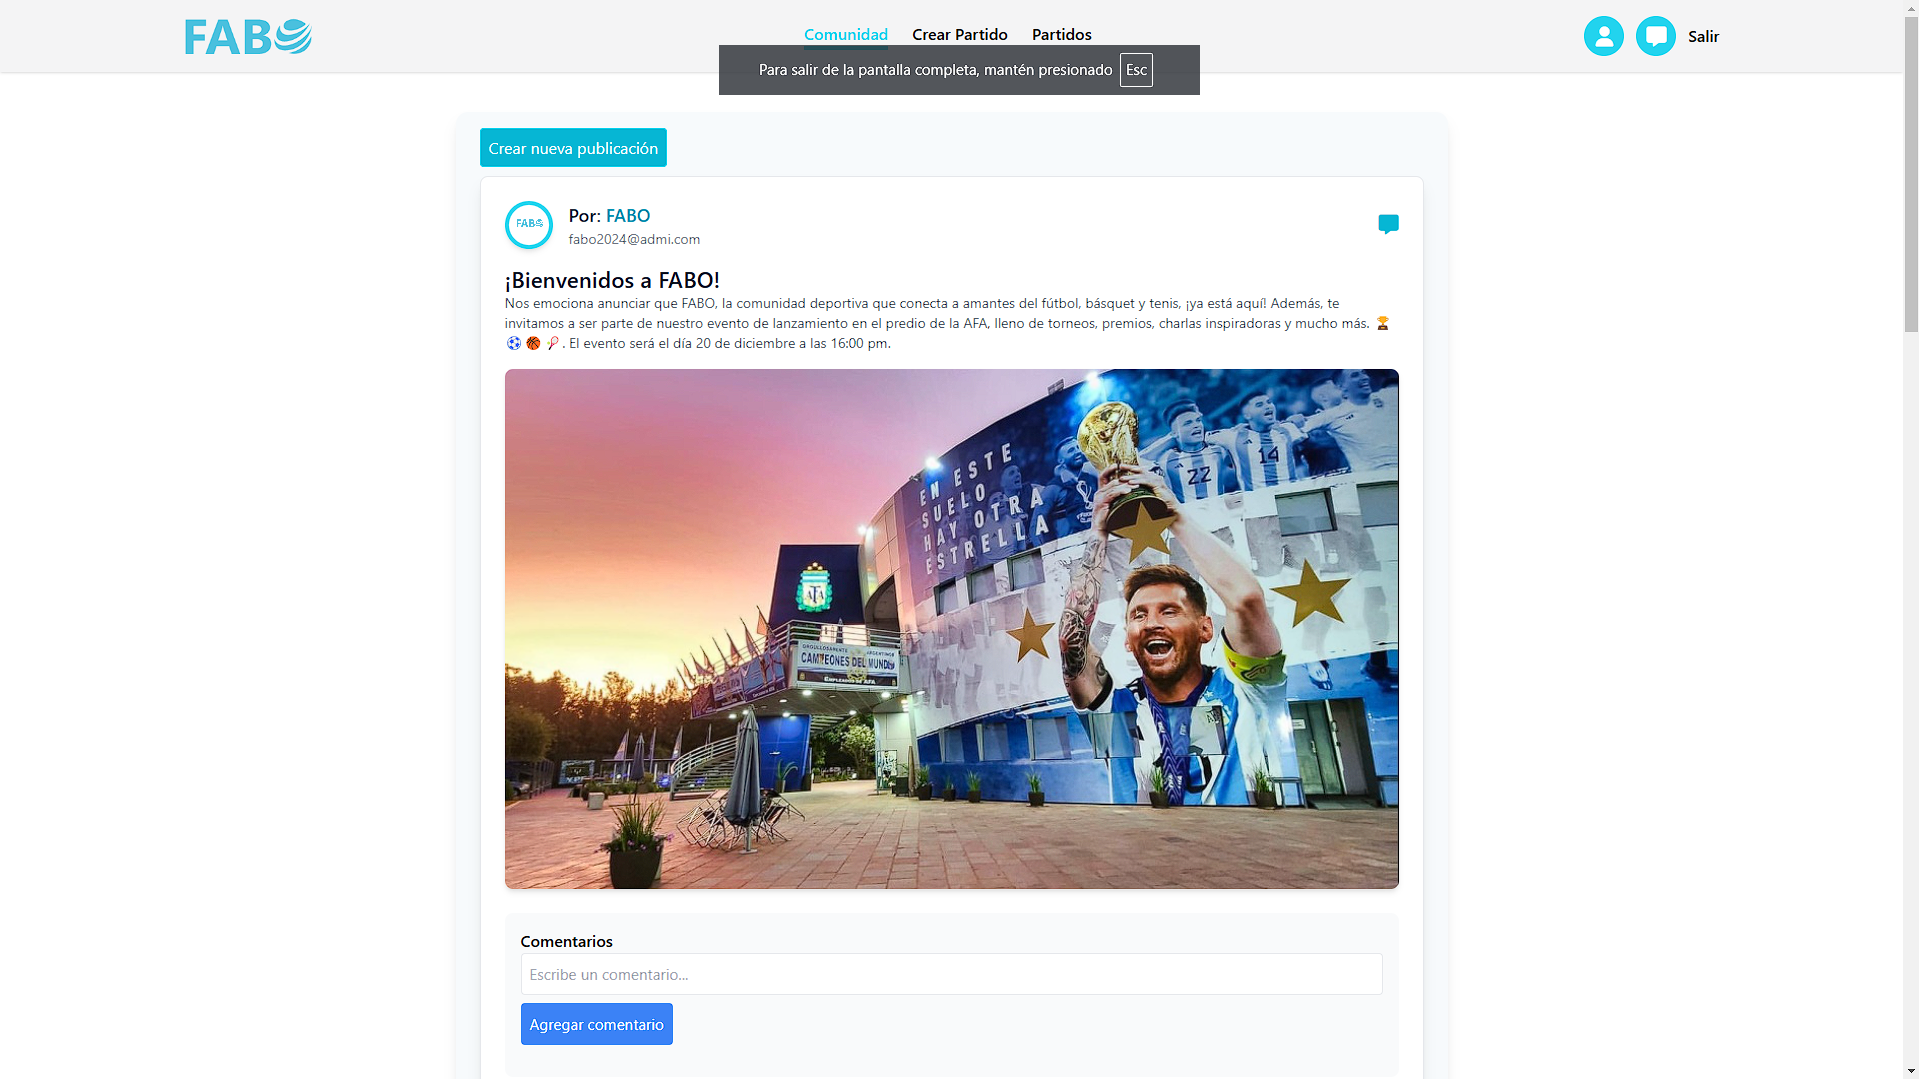 FABO
Comunidad
Crear Partido
Partidos
Salir
Para salir de la pantalla completa, mantén presionado Esc
Crear nueva publicación
FABO
Por: FABO
fabo2024@admi.com
¡Bienvenidos a FABO!
Nos emociona anunciar que FABO, la comunidad deportiva que conecta a amantes del fútbol, básquet y tenis, ¡ya está aquí! Además, te
invitamos a ser parte de nuestro evento de lanzamiento en el predio de la AFA, lleno de torneos, premios, charlas inspiradoras y mucho más. 🏆
⚽ 🏀 🎾. El evento será el día 20 de diciembre a las 16:00 pm.
EN ESTE
SUELO
HAY OTRA
ESTRELLA
22
14
AFA
CAMPEONES DEL MUNDO
EMPLEADOS DE AFA
Comentarios
Escribe un comentario...
Agregar comentario